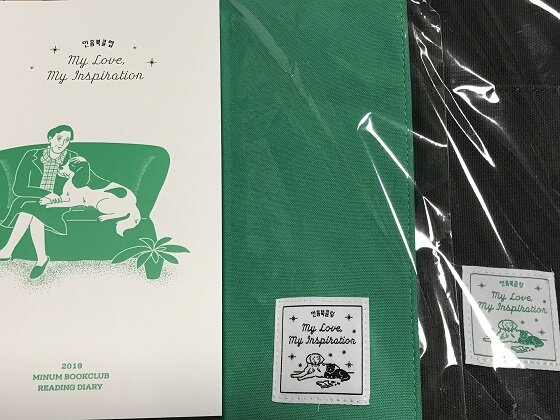 민음북클럽
My Love,
My Inspiration
2019
MINUM BOOKCLUB
READING DIARY
민음북클럽
My Love,
My Inspiration
민음북클럽
My Love,
My Inspiration